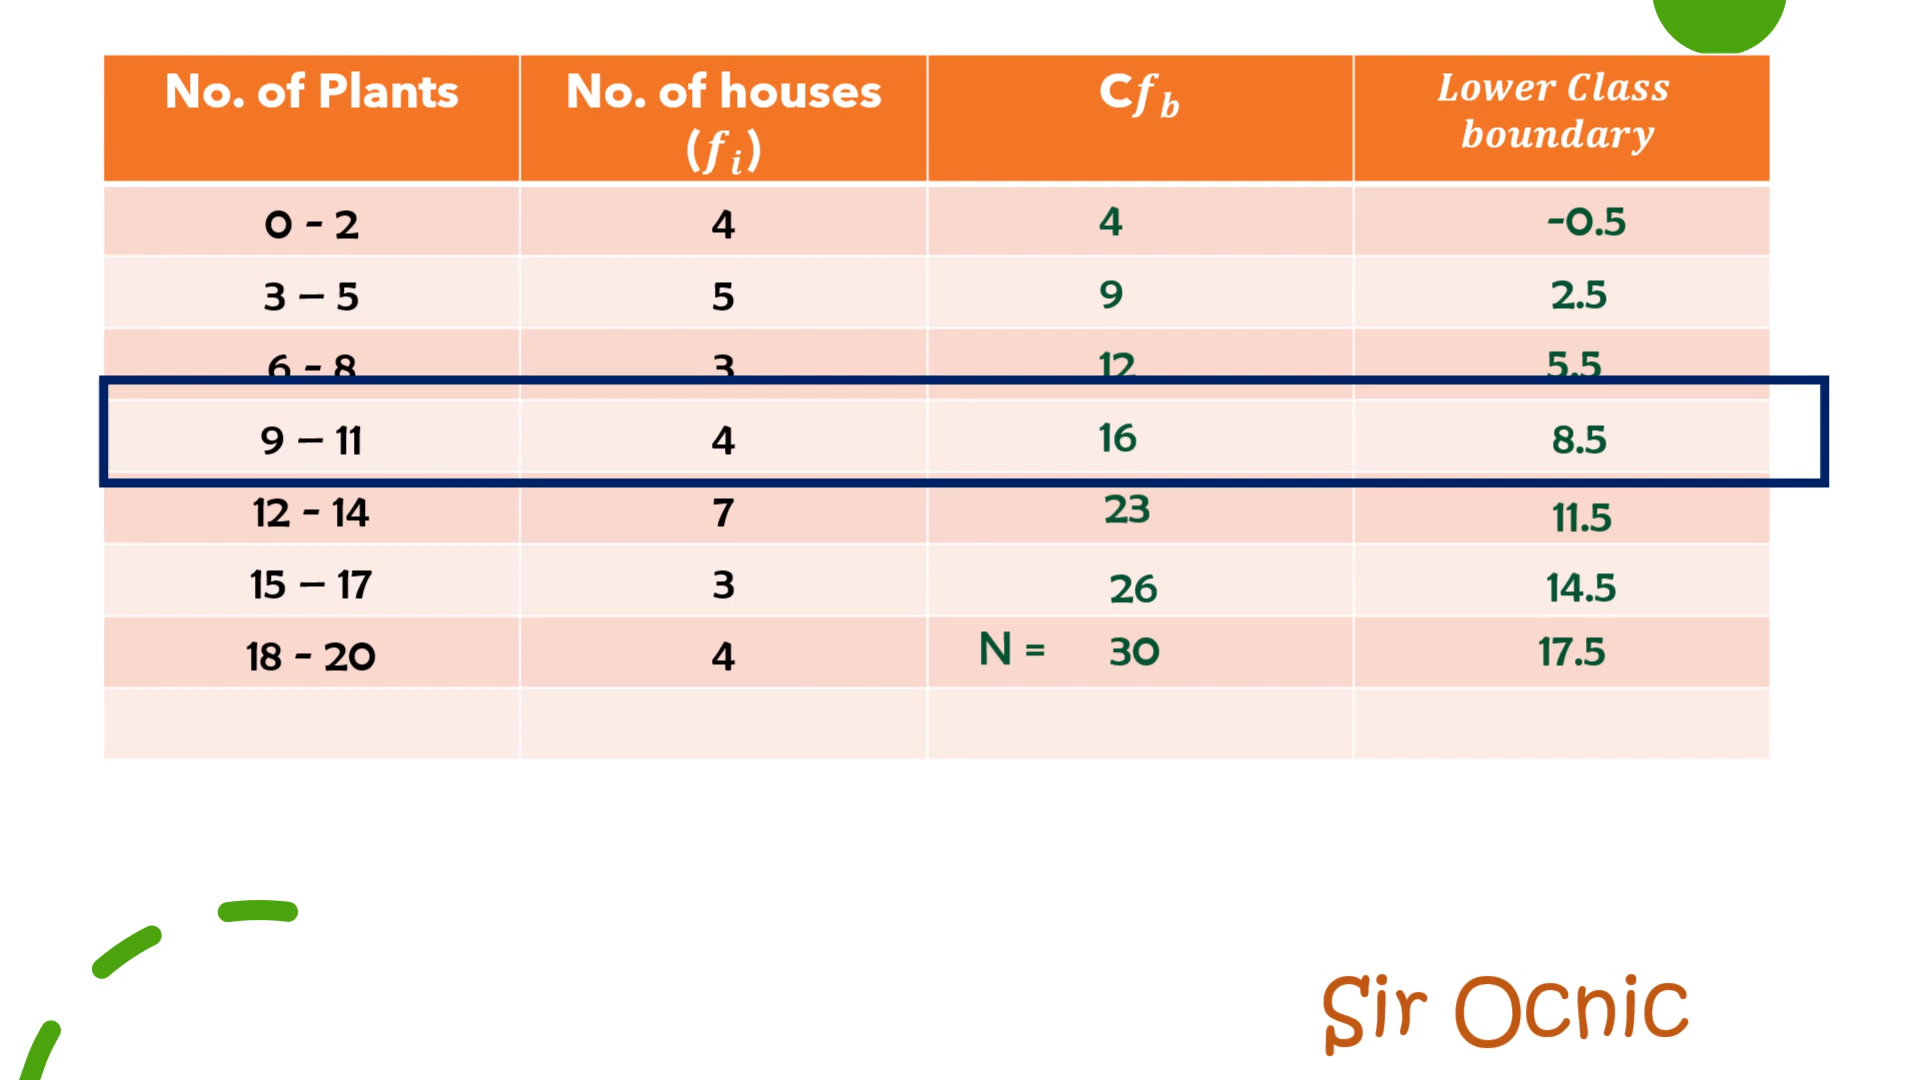 No. of Plants No. of houses (fᵢ) Cf_b Lower Class boundary
0 - 2 4 4 -0.5
3 – 5 5 9 2.5
6 - 8 3 12 5.5
9 – 11 4 16 8.5
12 - 14 7 23 11.5
15 – 17 3 26 14.5
18 - 20 4 N = 30 17.5
Sir Ocnic